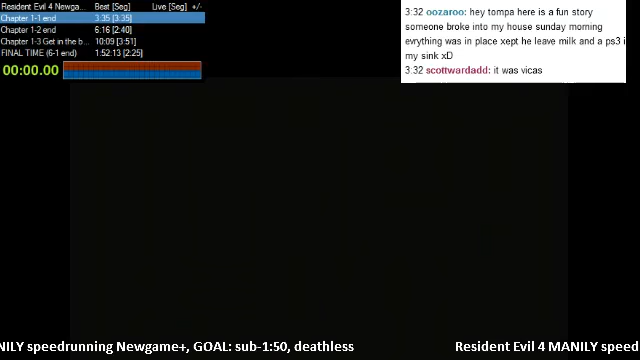 Resident Evil 4 Newga... Best [Seg] Live [Seg] +/-
Chapter 1-1 end 3:35 [3:35]
Chapter 1-2 end 6:16 [2:40]
Chapter 1-3 Get in the b... 10:09 [3:51]
FINAL TIME (6-1 end) 1:52:13 [2:25]
00:00.00
3:32 oozaroo: hey tompa here is a fun story
someone broke into my house sunday morning
evrything was in place xept he leave milk and a ps3 i
my sink xD
3:32 scottwardadd: it was vicas
NILY speedrunning Newgame+, GOAL: sub-1:50, deathless Resident Evil 4 MANILY speed